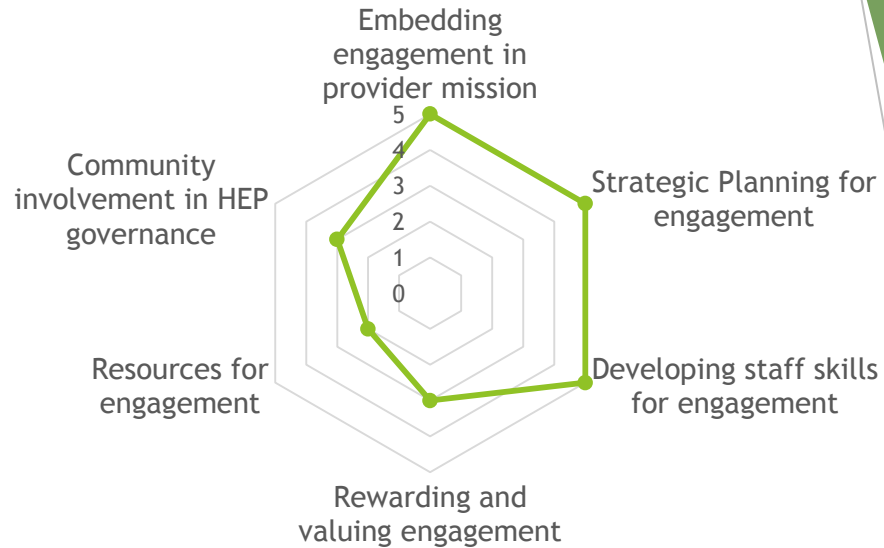 Embedding
engagement in
provider mission
Strategic Planning for
engagement
Developing staff skills
for engagement
Rewarding and
valuing engagement
Resources for
engagement
Community
involvement in HEP
governance
5
4
3
2
1
0